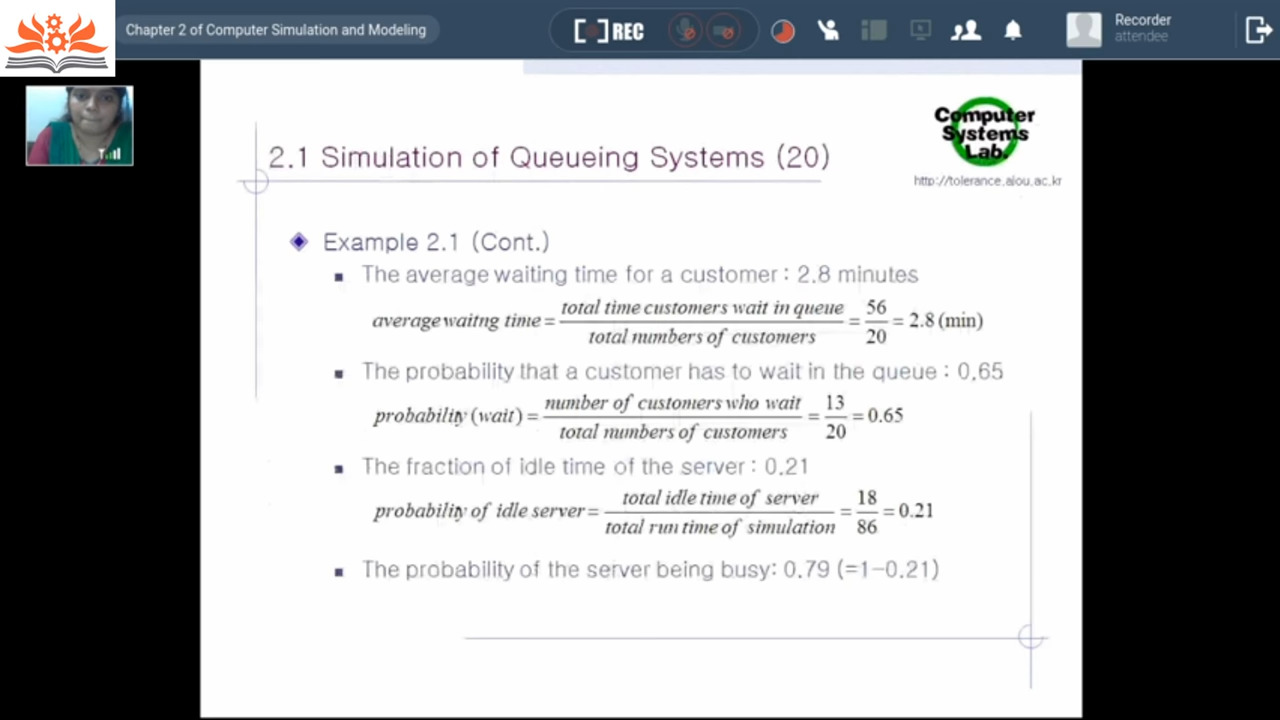 Chapter 2 of Computer Simulation and Modeling
[ ] REC
Recorder
attendee
Computer
Systems
Lab.
http://tolerance.ajou.ac.kr
2.1 Simulation of Queueing Systems (20)
Example 2.1 (Cont.)
The average waiting time for a customer : 2.8 minutes
average waitng time = total time customers wait in queue / total numbers of customers = 56 / 20 = 2.8 (min)
The probability that a customer has to wait in the queue : 0.65
probability (wait) = number of customers who wait / total numbers of customers = 13 / 20 = 0.65
The fraction of idle time of the server : 0.21
probability of idle server = total idle time of server / total run time of simulation = 18 / 86 = 0.21
The probability of the server being busy: 0.79 (=1-0.21)